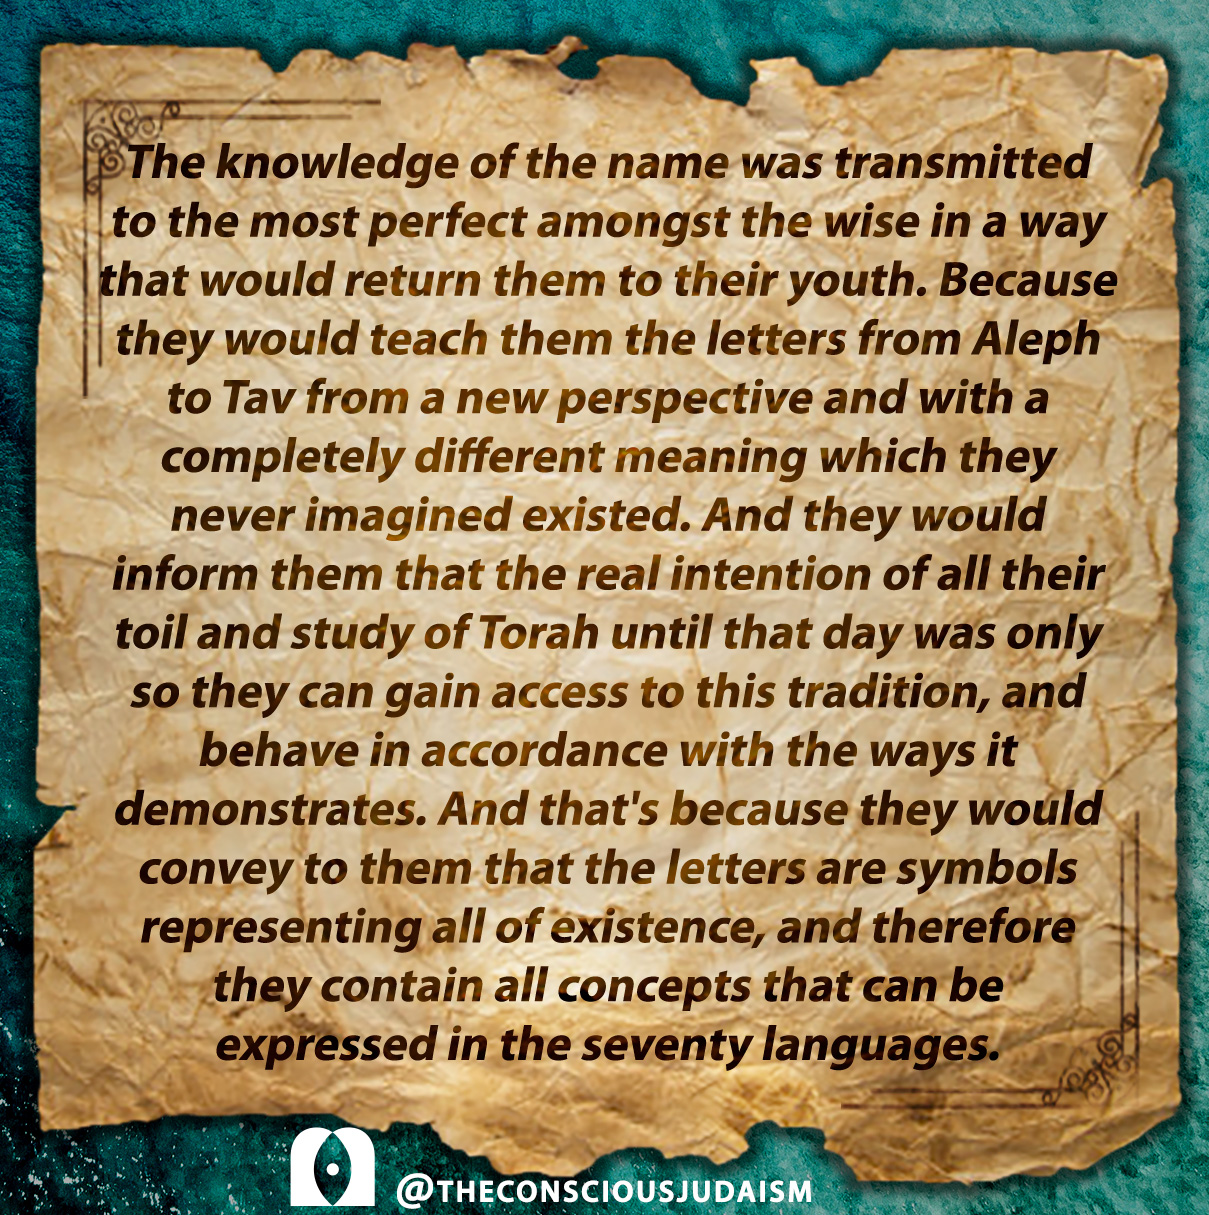 The knowledge of the name was transmitted
to the most perfect amongst the wise in a way
that would return them to their youth. Because
they would teach them the letters from Aleph
to Tav from a new perspective and with a
completely different meaning which they
never imagined existed. And they would
inform them that the real intention of all their
toil and study of Torah until that day was only
so they can gain access to this tradition, and
behave in accordance with the ways it
demonstrates. And that's because they would
convey to them that the letters are symbols
representing all of existence, and therefore
they contain all concepts that can be
expressed in the seventy languages.
@THECONSCIOUSJUDAISM